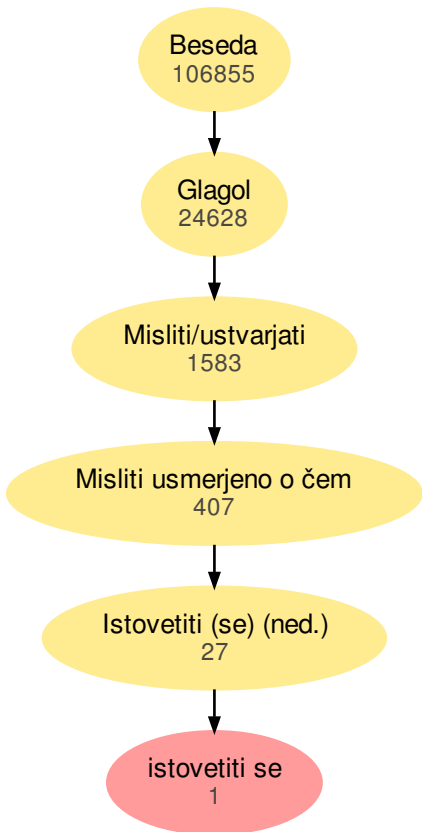 Beseda
106855
Glagol
24628
Misliti/ustvarjati
1583
Misliti usmerjeno o čem
407
Istovetiti (se) (ned.)
27
istovetiti se
1